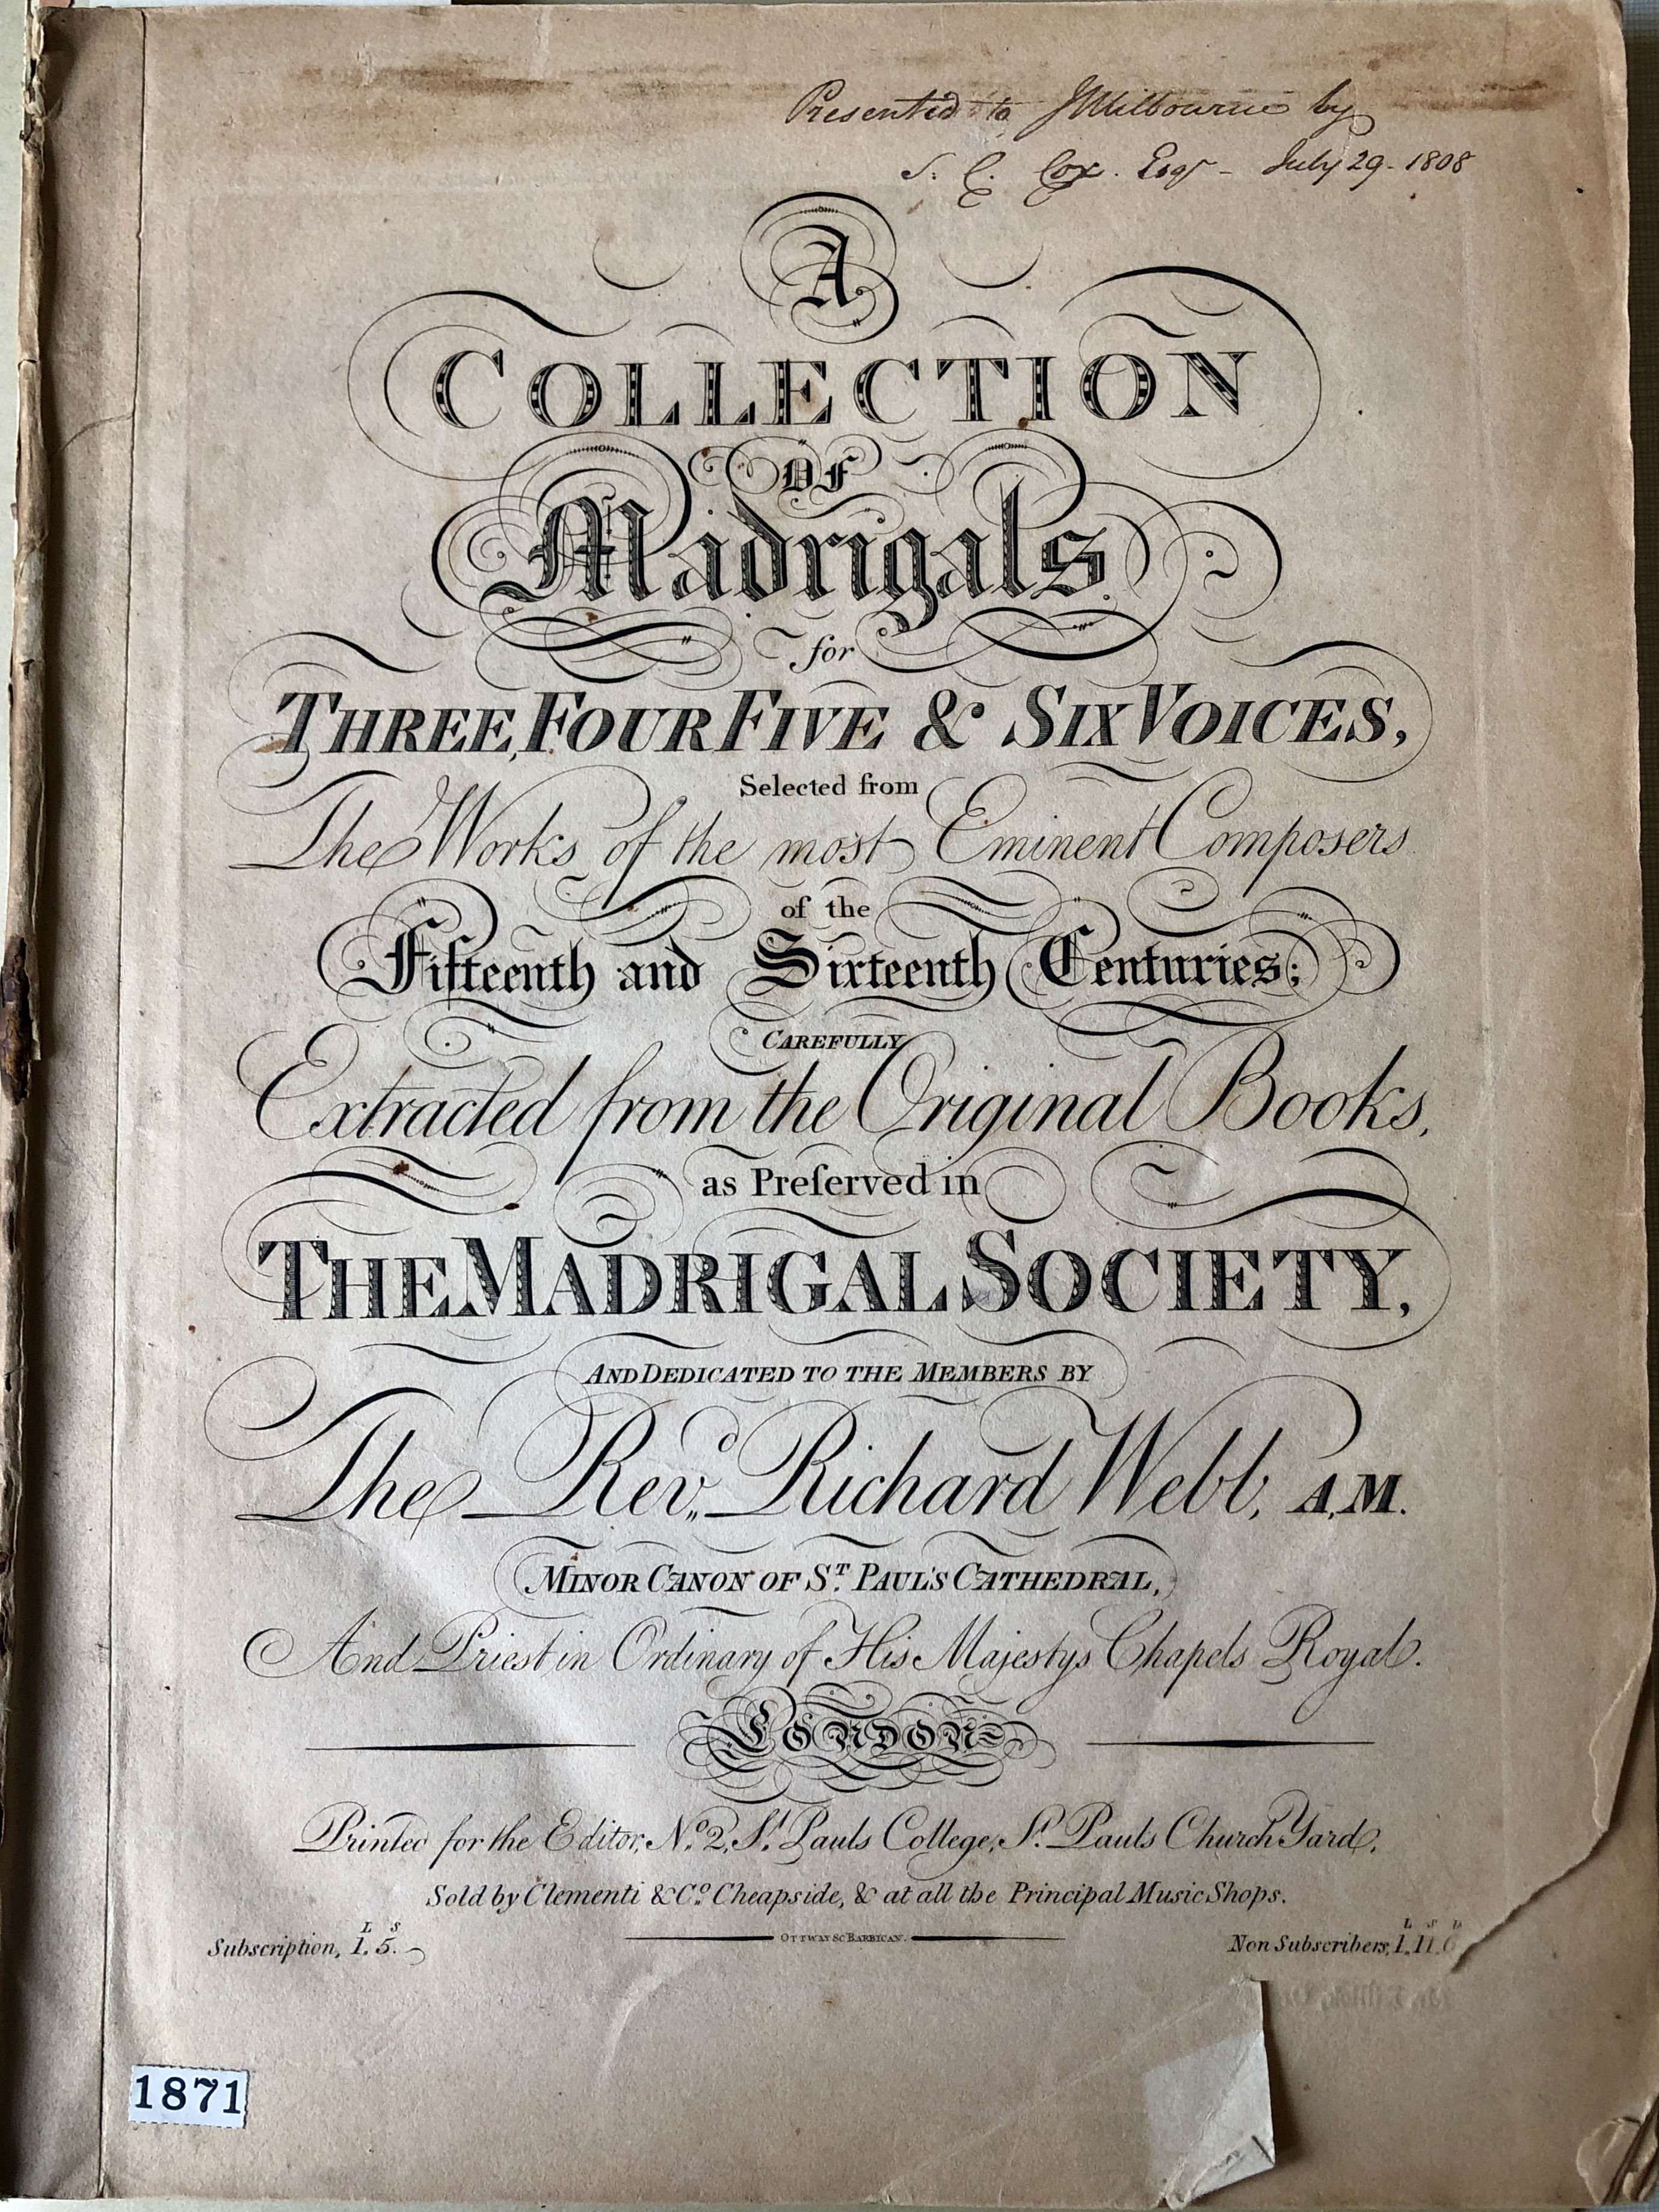 Presented to J Milbourne by
S. C. Cox. Esqr - July 29 - 1808
A
COLLECTION
OF
Madrigals
for
THREE, FOUR FIVE & SIX VOICES,
Selected from
The Works of the most Eminent Composers
of the
Fifteenth and Sixteenth Centuries;
CAREFULLY
Extracted from the Original Books,
as Preſerved in
THE MADRIGAL SOCIETY,
AND DEDICATED TO THE MEMBERS BY
The Revd. Richard Webb, A.M.
MINOR CANON OF ST. PAUL'S CATHEDRAL,
And Priest in Ordinary of His Majestys Chapels Royal.
LONDON
Printed for the Editor, No. 2, St. Pauls College, St. Pauls Church Yard,
Sold by Clementi & Co. Cheapside, & at all the Principal Music Shops.
L S
Subscription, 1, 5.
OTTWAY SC BARBICAN.
L S D
Non Subscribers, 1, 11, 6
1871